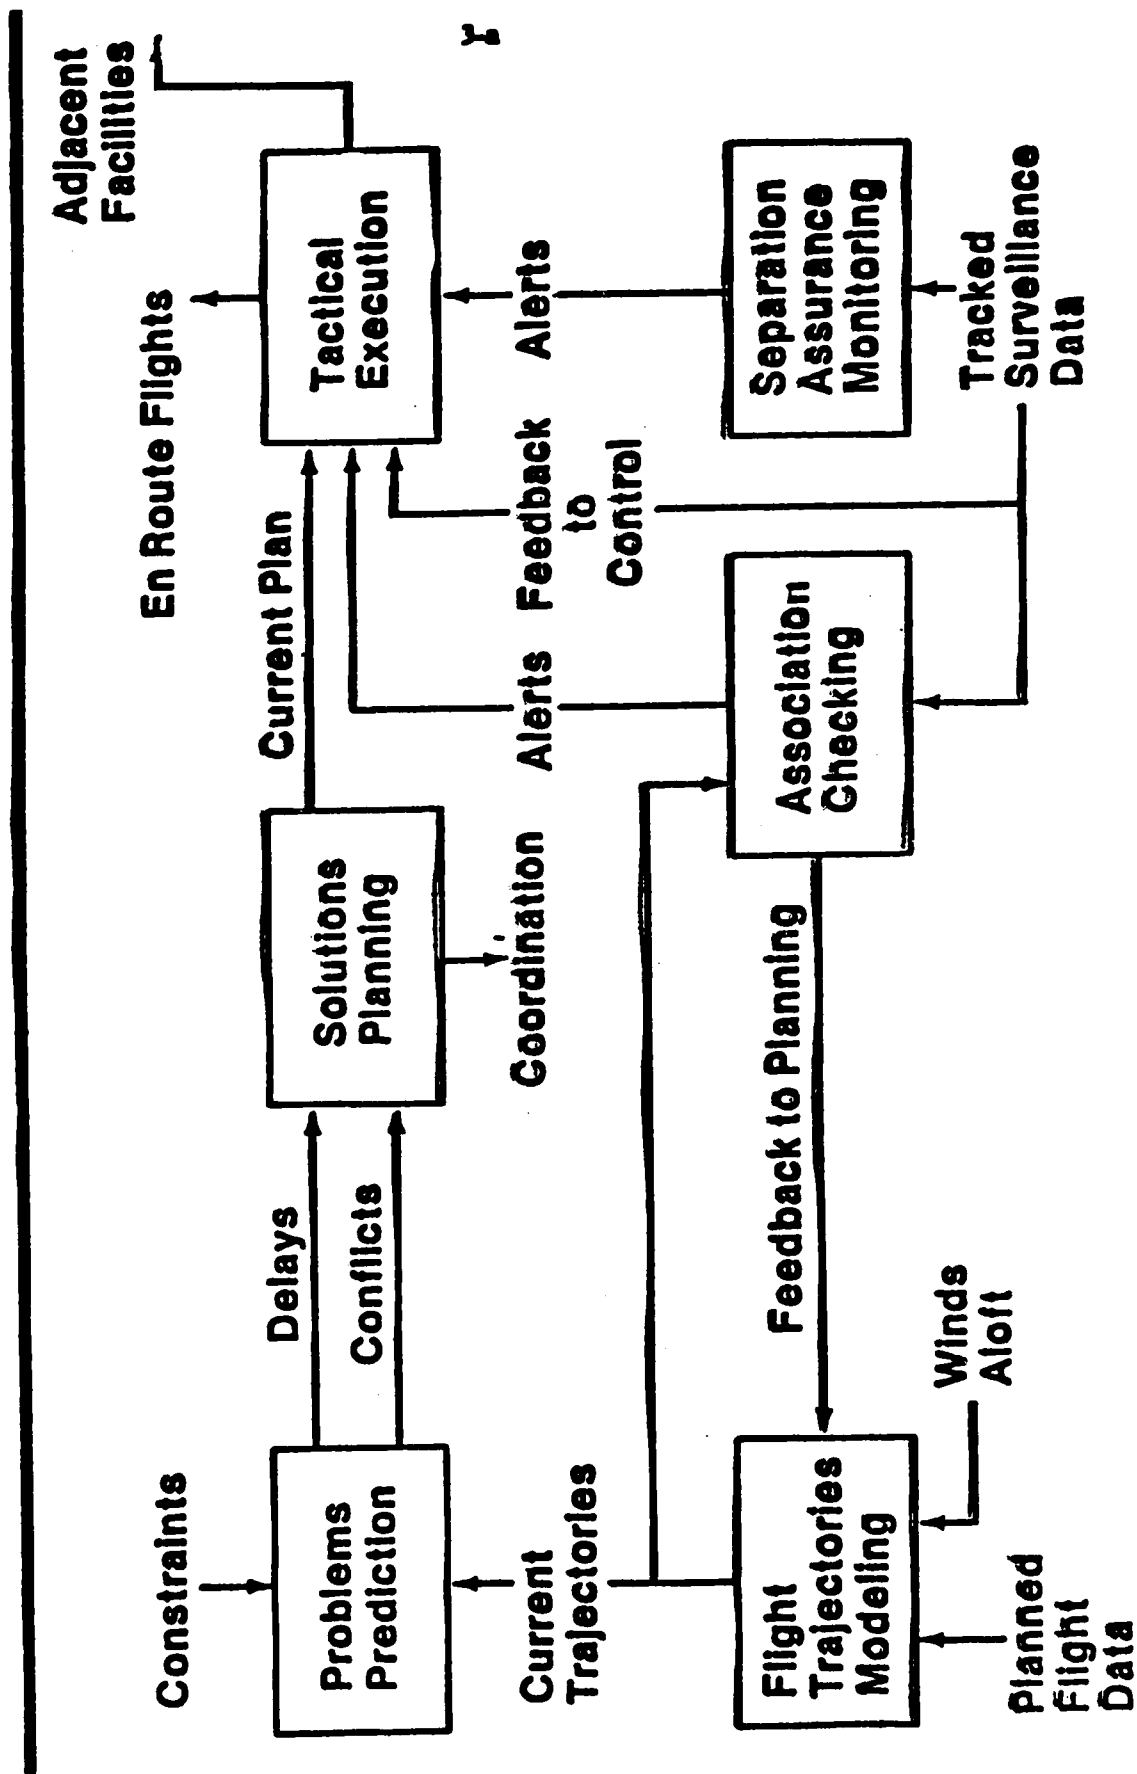 Adjacent
Facilities
En Route Flights
Constraints
Delays
Conflicts
Current Plan
Problems
Prediction
Solutions
Planning
Tactical
Execution
Current
Trajectories
Coordination
Alerts
Feedback
to
Control
Alerts
Flight
Trajectories
Modeling
Feedback to Planning
Association
Checking
Separation
Assurance
Monitoring
Planned
Flight
Data
Winds
Aloft
Tracked
Surveillance
Data